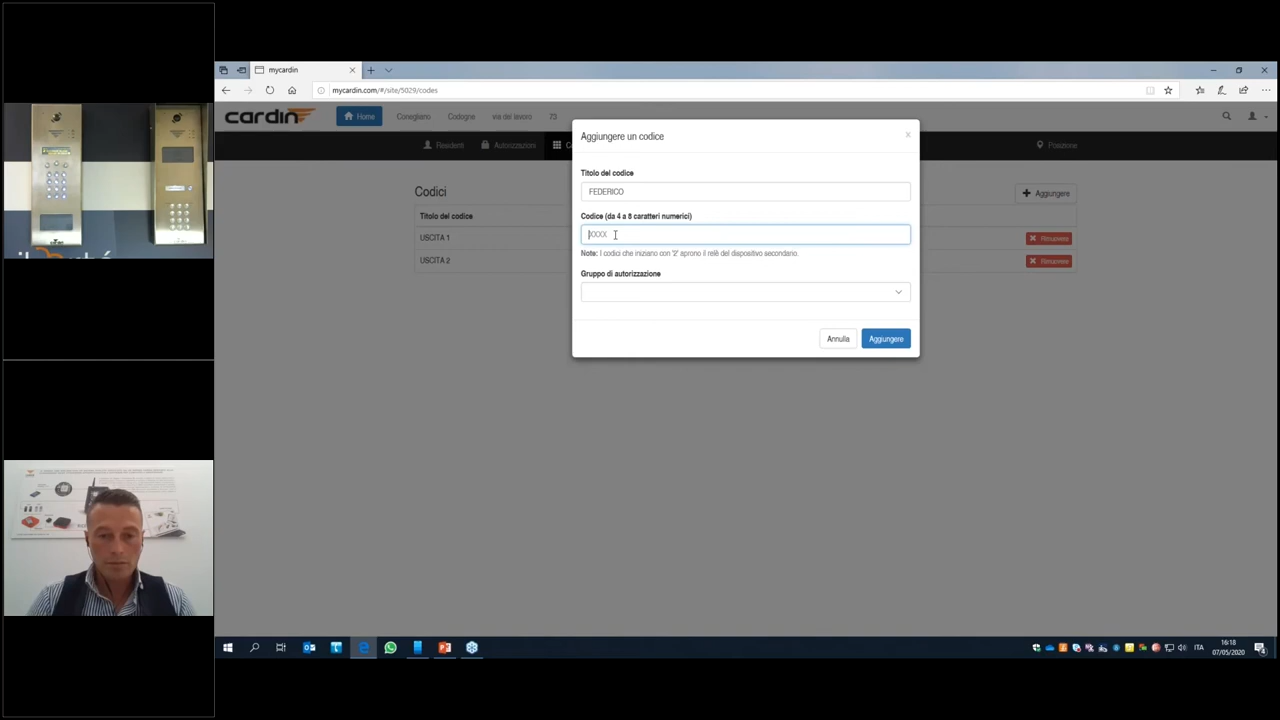 mycardin
mycardin.com/#/site/5029/codes
cardin
Home Conegliano Codogne via del lavoro 73
Residenti Autorizzazioni Posizione
Aggiungere un codice
Titolo del codice
FEDERICO
Codice (da 4 a 8 caratteri numerici)
XXXX
Note: I codici che iniziano con '2' aprono il relè del dispositivo secondario.
Gruppo di autorizzazione
Annulla Aggiungere
Codici
Aggiungere
Titolo del codice
USCITA 1 Rimuovere
USCITA 2 Rimuovere
ITA
16:18
07/05/2020